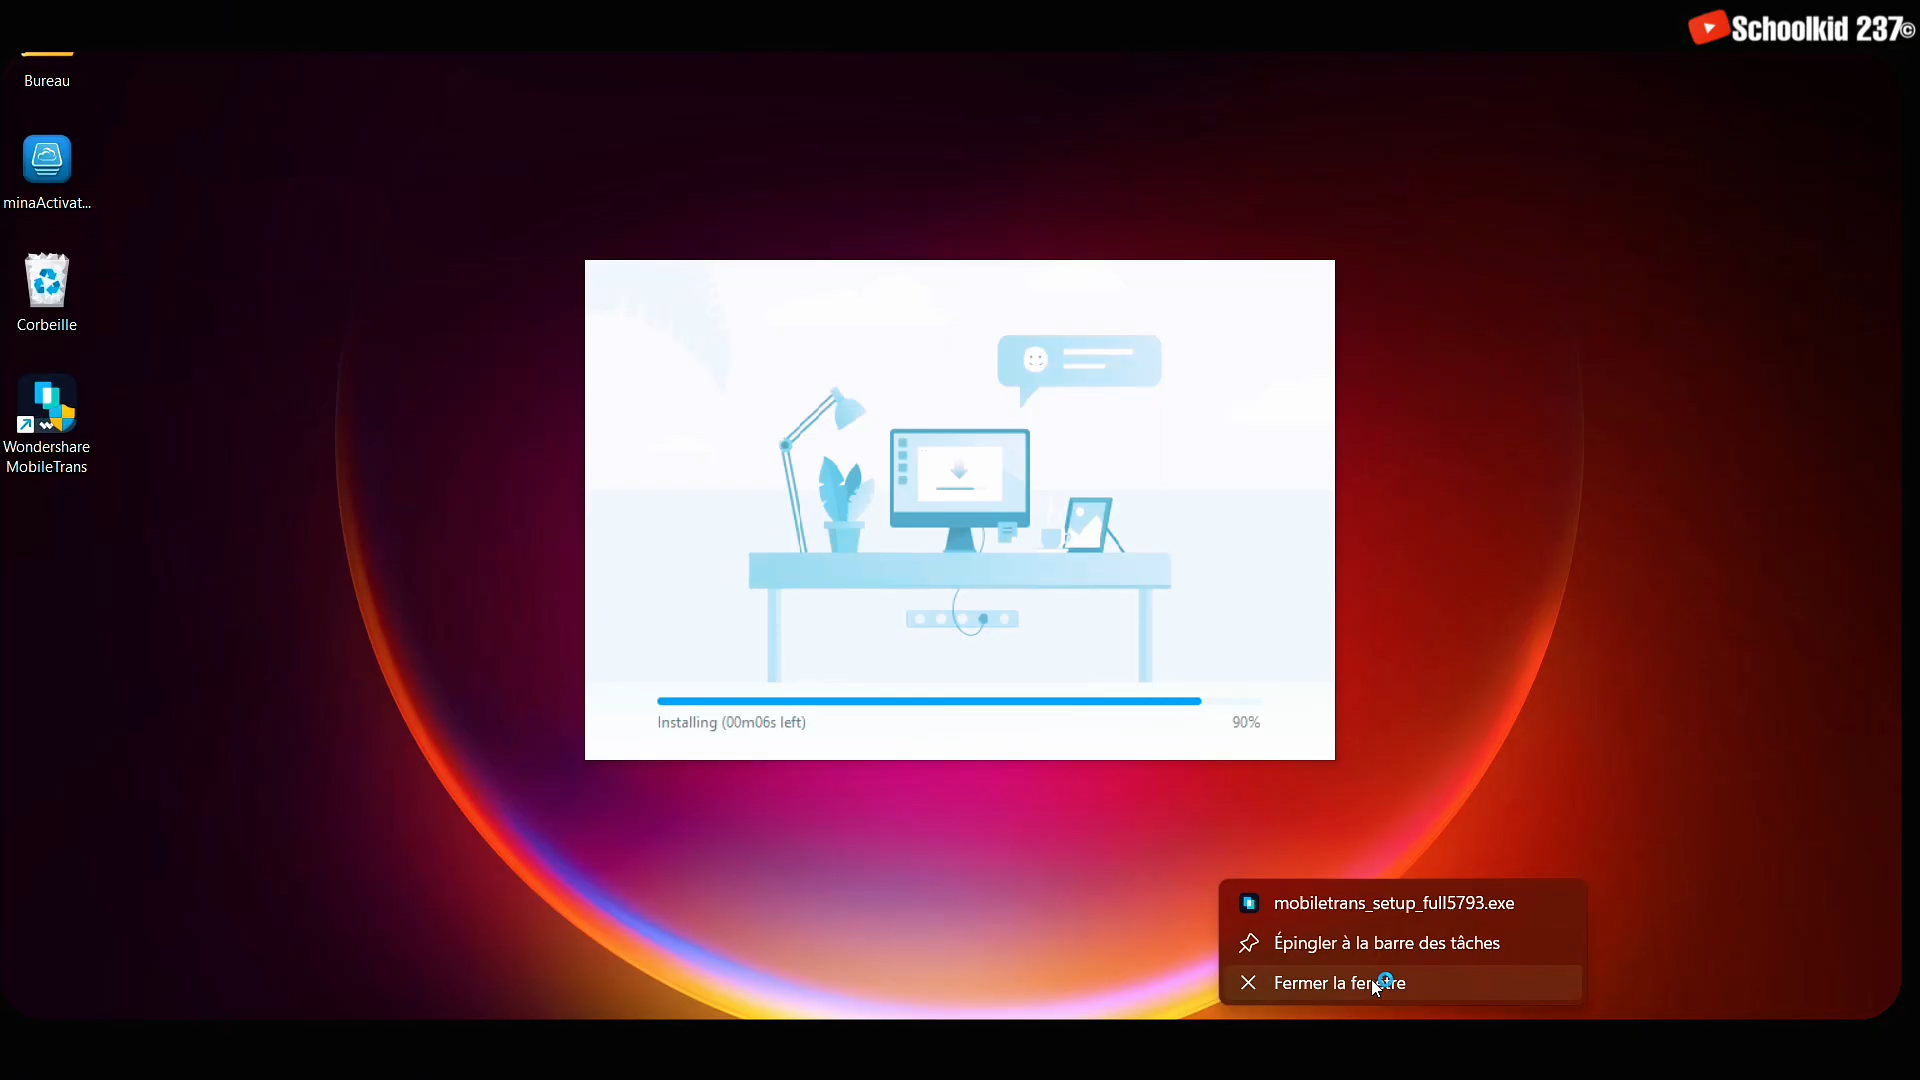 Schoolkid 237©
Bureau
minaActivat...
Corbeille
Wondershare
MobileTrans
Installing (00m06s left)
90%
mobiletrans_setup_full5793.exe
Épingler à la barre des tâches
Fermer la fenêtre